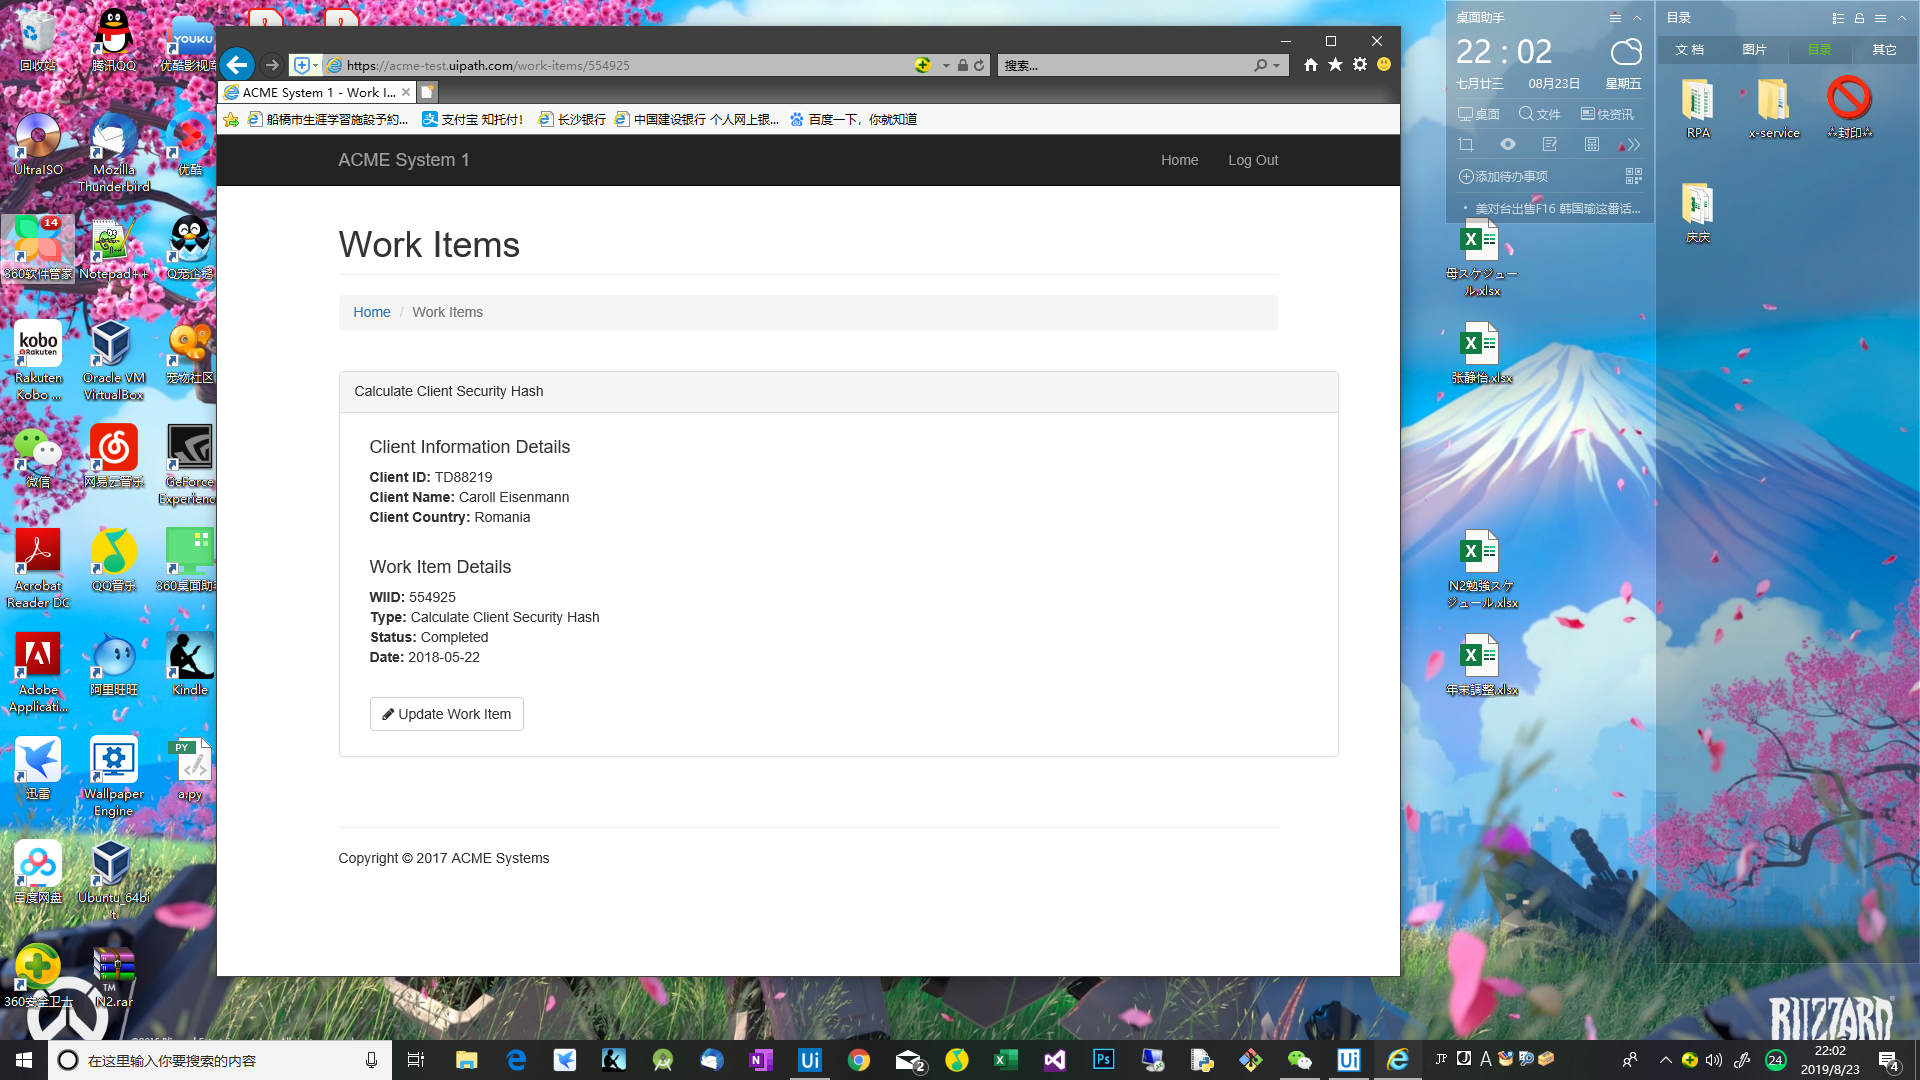 回收站
腾讯QQ
YOUKU
优酷影视库
UltraISO
Mozilla Thunderbird
优酷
14
360软件管家
Notepad++
Q宠企鹅
kobo
Rakuten
Rakuten Kobo ...
Oracle VM VirtualBox
宠物社区
微信
网易云音乐
GeForce Experience
Acrobat Reader DC
QQ音乐
360桌面助
Adobe Applicati...
阿里旺旺
Kindle
迅雷
Wallpaper Engine
PY
a.py
百度网盘
Ubuntu_64bit
360安全卫士
TM
N2.rar
https://acme-test.uipath.com/work-items/554925
搜索...
ACME System 1 - Work I...
船橋市生涯学習施設予約...
支付宝 知托付!
长沙银行
中国建设银行 个人网上银...
百度一下，你就知道
ACME System 1
Home
Log Out
Work Items
Home / Work Items
Calculate Client Security Hash
Client Information Details
Client ID: TD88219
Client Name: Caroll Eisenmann
Client Country: Romania
Work Item Details
WIID: 554925
Type: Calculate Client Security Hash
Status: Completed
Date: 2018-05-22
Update Work Item
Copyright © 2017 ACME Systems
桌面助手
22 : 02
七月廿三
08月23日
星期五
桌面
文件
快资讯
添加待办事项
美对台出售F16 韩国瑜这番话...
母スケジュール.xlsx
张静怡.xlsx
N2勉強スケジュール.xlsx
年末調整.xlsx
目录
文档
图片
目录
其它
RPA
x-service
⁂封印⁂
庆庆
BLIZZARD
在这里输入你要搜索的内容
N
Ui
2
Ps
Ui
JP
A
24
22:02
2019/8/23
4